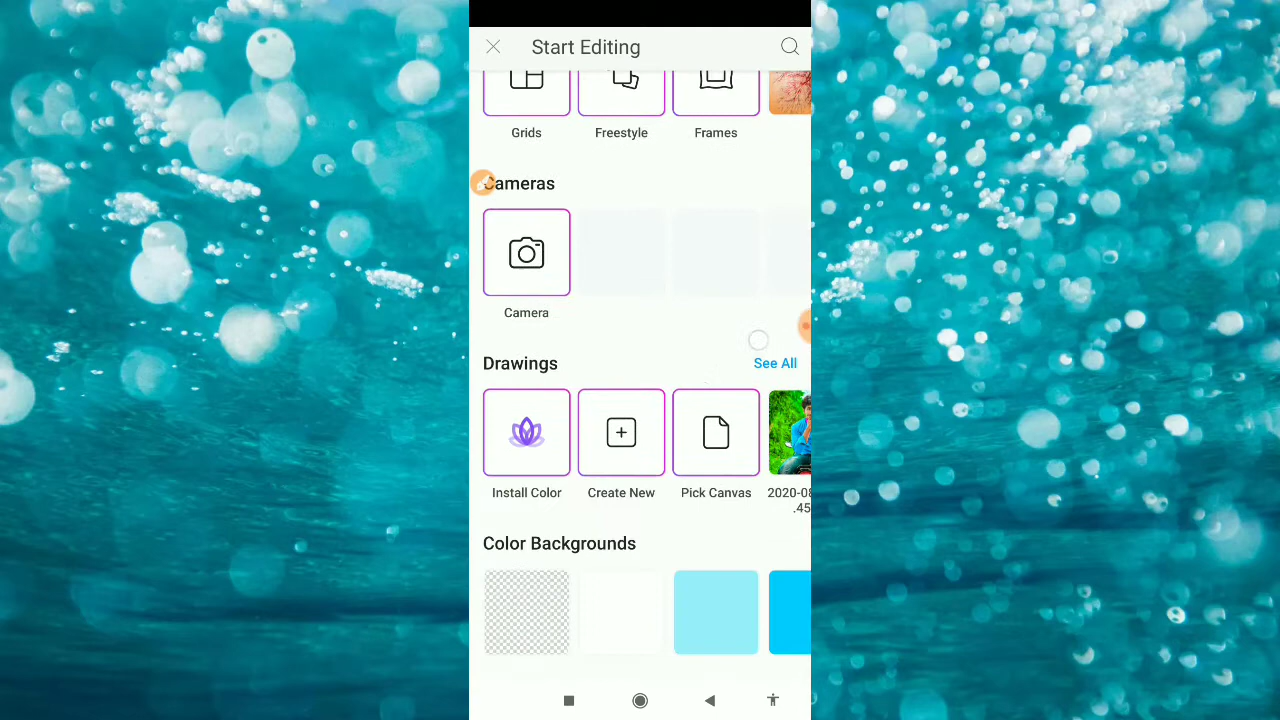 Start Editing
Grids Freestyle Frames
Cameras
Camera
Drawings See All
Install Color Create New Pick Canvas 2020-08
.45
Color Backgrounds